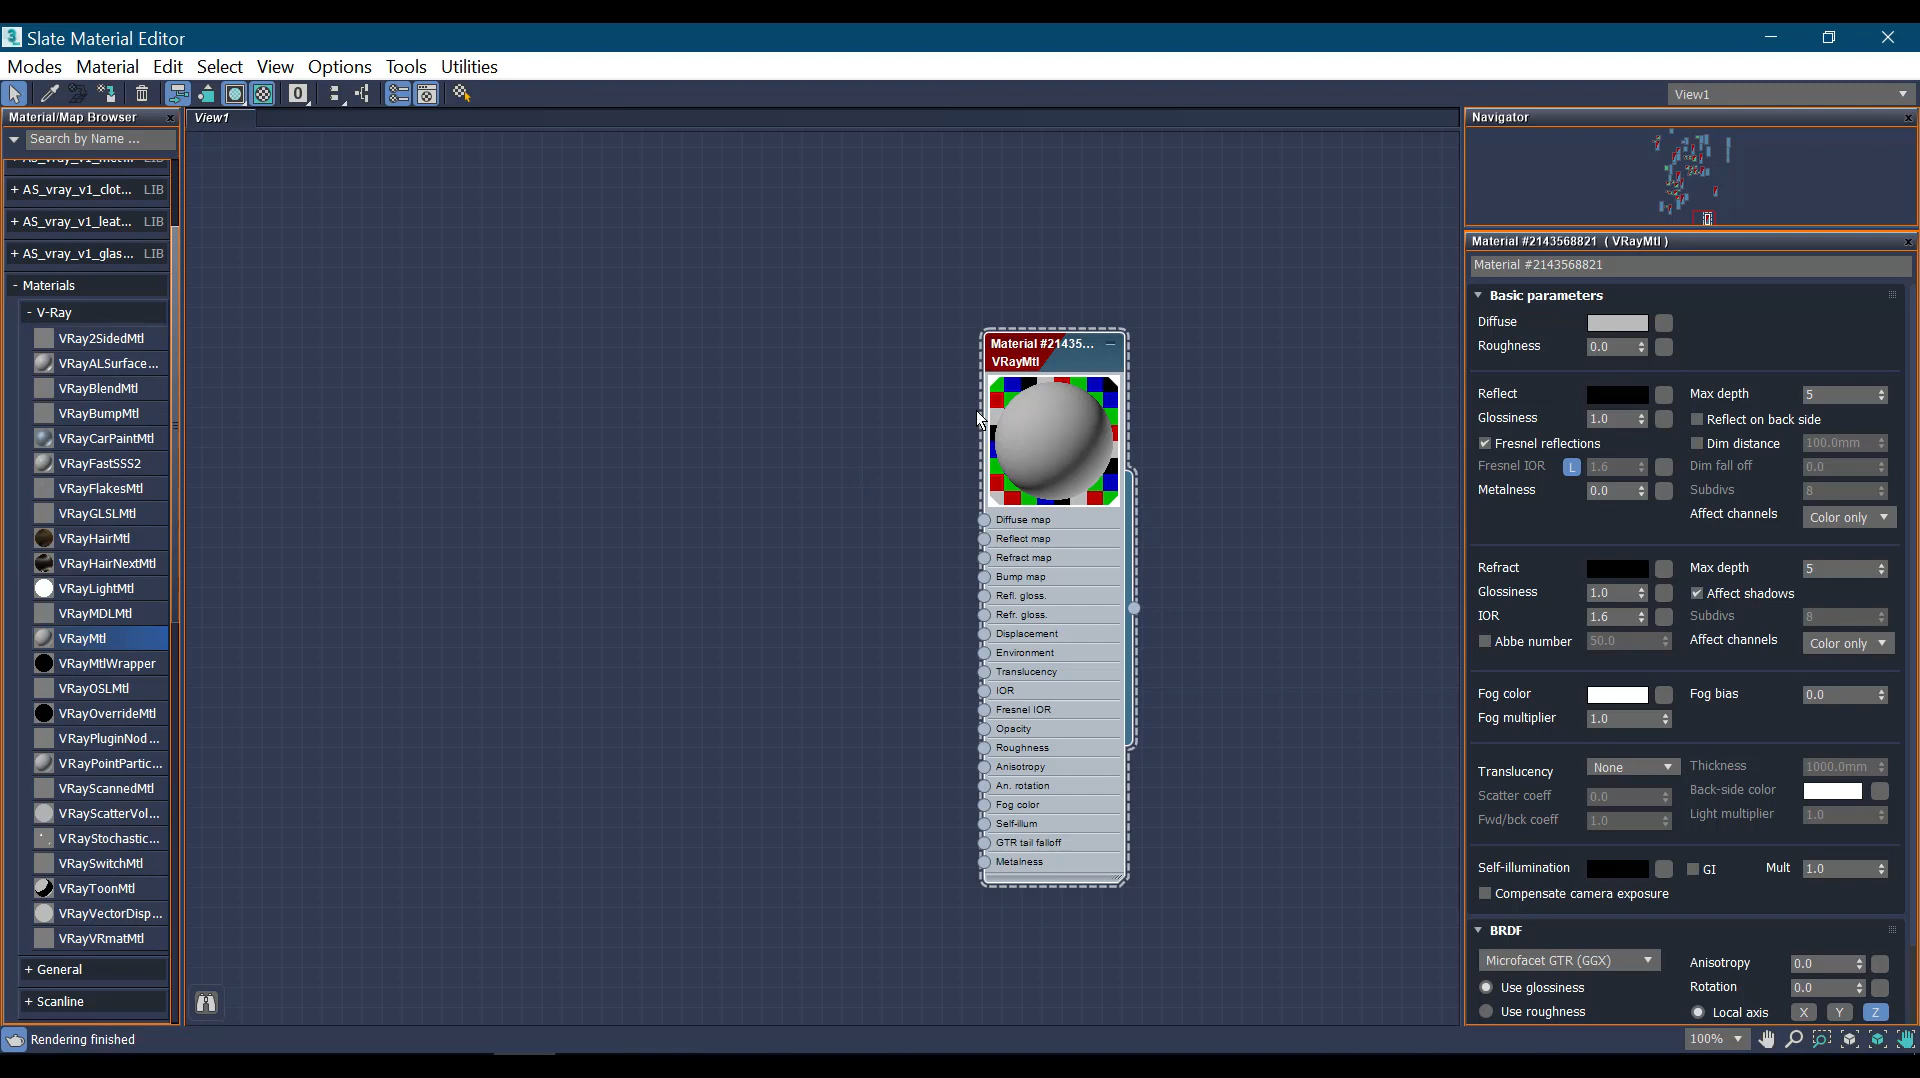 Slate Material Editor
Modes Material Edit Select View Options Tools Utilities
0
View1
Material/Map Browser
Search by Name ...
+ AS_vray_v1_clot... LIB
+ AS_vray_v1_leat... LIB
+ AS_vray_v1_glas... LIB
- Materials
- V-Ray
VRay2SidedMtl
VRayALSurface...
VRayBlendMtl
VRayBumpMtl
VRayCarPaintMtl
VRayFastSSS2
VRayFlakesMtl
VRayGLSLMtl
VRayHairMtl
VRayHairNextMtl
VRayLightMtl
VRayMDLMtl
VRayMtl
VRayMtlWrapper
VRayOSLMtl
VRayOverrideMtl
VRayPluginNod...
VRayPointPartic...
VRayScannedMtl
VRayScatterVol...
VRayStochastic...
VRaySwitchMtl
VRayToonMtl
VRayVectorDisp...
VRayVRmatMtl
+ General
+ Scanline
Rendering finished
View1
Material #21435...
VRayMtl
Diffuse map
Reflect map
Refract map
Bump map
Refl. gloss.
Refr. gloss.
Displacement
Environment
Translucency
IOR
Fresnel IOR
Opacity
Roughness
Anisotropy
An. rotation
Fog color
Self-illum
GTR tail falloff
Metalness
Navigator
Material #2143568821 ( VRayMtl )
Material #2143568821
Basic parameters
Diffuse
Roughness 0.0
Reflect Max depth 5
Glossiness 1.0 Reflect on back side
Fresnel reflections Dim distance 100.0mm
Fresnel IOR L 1.6 Dim fall off 0.0
Metalness 0.0 Subdivs 8
Affect channels Color only
Refract Max depth 5
Glossiness 1.0 Affect shadows
IOR 1.6 Subdivs 8
Abbe number 50.0 Affect channels Color only
Fog color Fog bias 0.0
Fog multiplier 1.0
Translucency None Thickness 1000.0mm
Scatter coeff 0.0 Back-side color
Fwd/bck coeff 1.0 Light multiplier 1.0
Self-illumination GI Mult 1.0
Compensate camera exposure
BRDF
Microfacet GTR (GGX) Anisotropy 0.0
Use glossiness Rotation 0.0
Use roughness Local axis X Y Z
100%